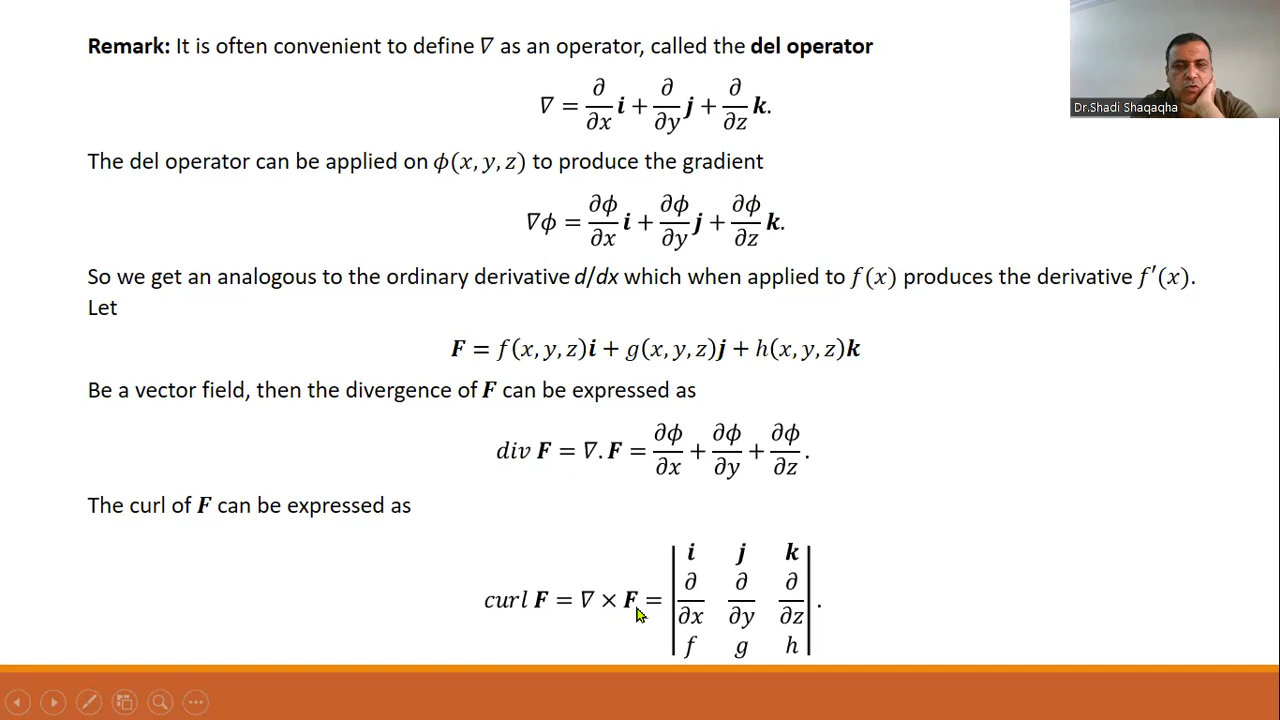 Remark: It is often convenient to define ∇ as an operator, called the del operator
∇ = ∂/∂x i + ∂/∂y j + ∂/∂z k.
The del operator can be applied on ϕ(x, y, z) to produce the gradient
∇ϕ = ∂ϕ/∂x i + ∂ϕ/∂y j + ∂ϕ/∂z k.
So we get an analogous to the ordinary derivative d/dx which when applied to f(x) produces the derivative f′(x).
Let
F = f(x, y, z)i + g(x, y, z)j + h(x, y, z)k
Be a vector field, then the divergence of F can be expressed as
div F = ∇. F = ∂ϕ/∂x + ∂ϕ/∂y + ∂ϕ/∂z.
The curl of F can be expressed as
curl F = ∇ × F = | i j k |
| ∂/∂x ∂/∂y ∂/∂z |
| f g h | .
Dr.Shadi Shaqaqha